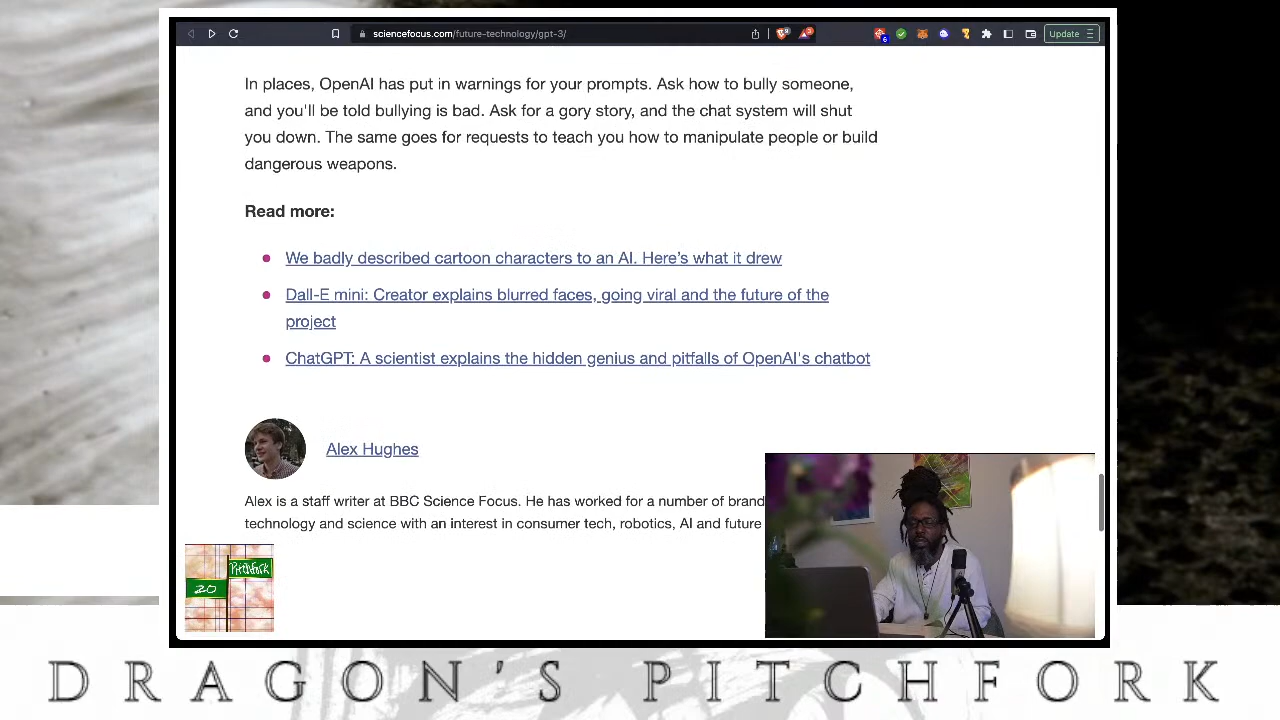 sciencefocus.com/future-technology/gpt-3/
Update
In places, OpenAI has put in warnings for your prompts. Ask how to bully someone,
and you'll be told bullying is bad. Ask for a gory story, and the chat system will shut
you down. The same goes for requests to teach you how to manipulate people or build
dangerous weapons.
Read more:
We badly described cartoon characters to an AI. Here's what it drew
Dall-E mini: Creator explains blurred faces, going viral and the future of the
project
ChatGPT: A scientist explains the hidden genius and pitfalls of OpenAI's chatbot
Alex Hughes
Alex is a staff writer at BBC Science Focus. He has worked for a number of brand
technology and science with an interest in consumer tech, robotics, AI and future
Pitchfork
20
DRAGON'S PITCHFORK